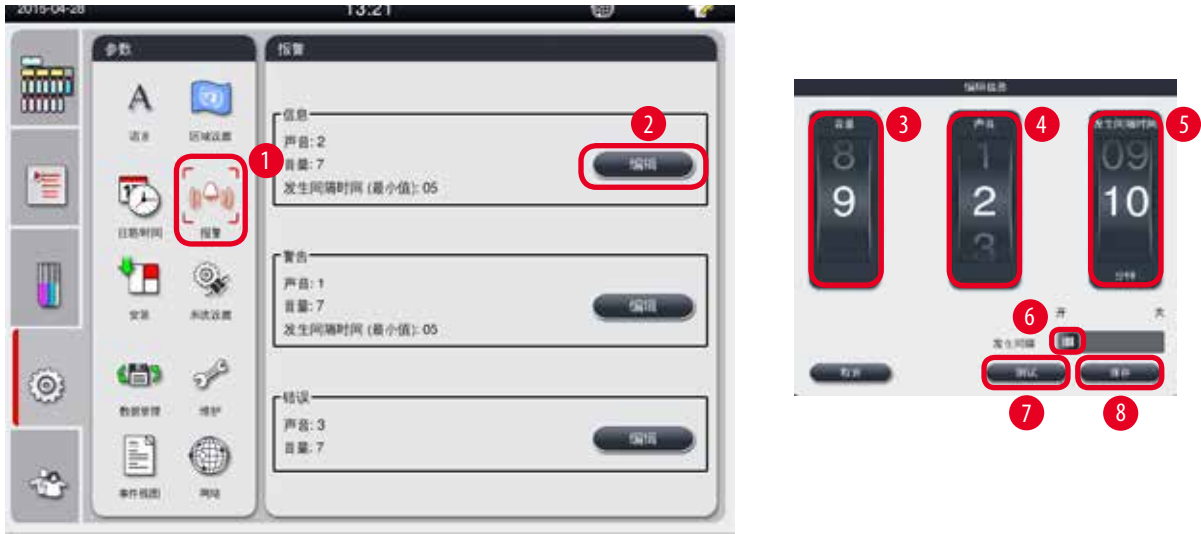 2016-04-28
13:21
参数
A
语言
区域设置
1
日期/时间
报警
安装
系统设置
数据管理
维护
事件视图
网络
报警
信息
声音: 2
音量: 7
发生间隔时间 (最小值): 05
2
编辑
警告
声音: 1
音量: 7
发生间隔时间 (最小值): 05
编辑
错误
声音: 3
音量: 7
编辑
编辑信息
音量
8
9
3
声音
1
2
3
4
发生间隔时间
09
10
分钟
5
6
开
关
发生间隔
取消
测试
保存
7
8